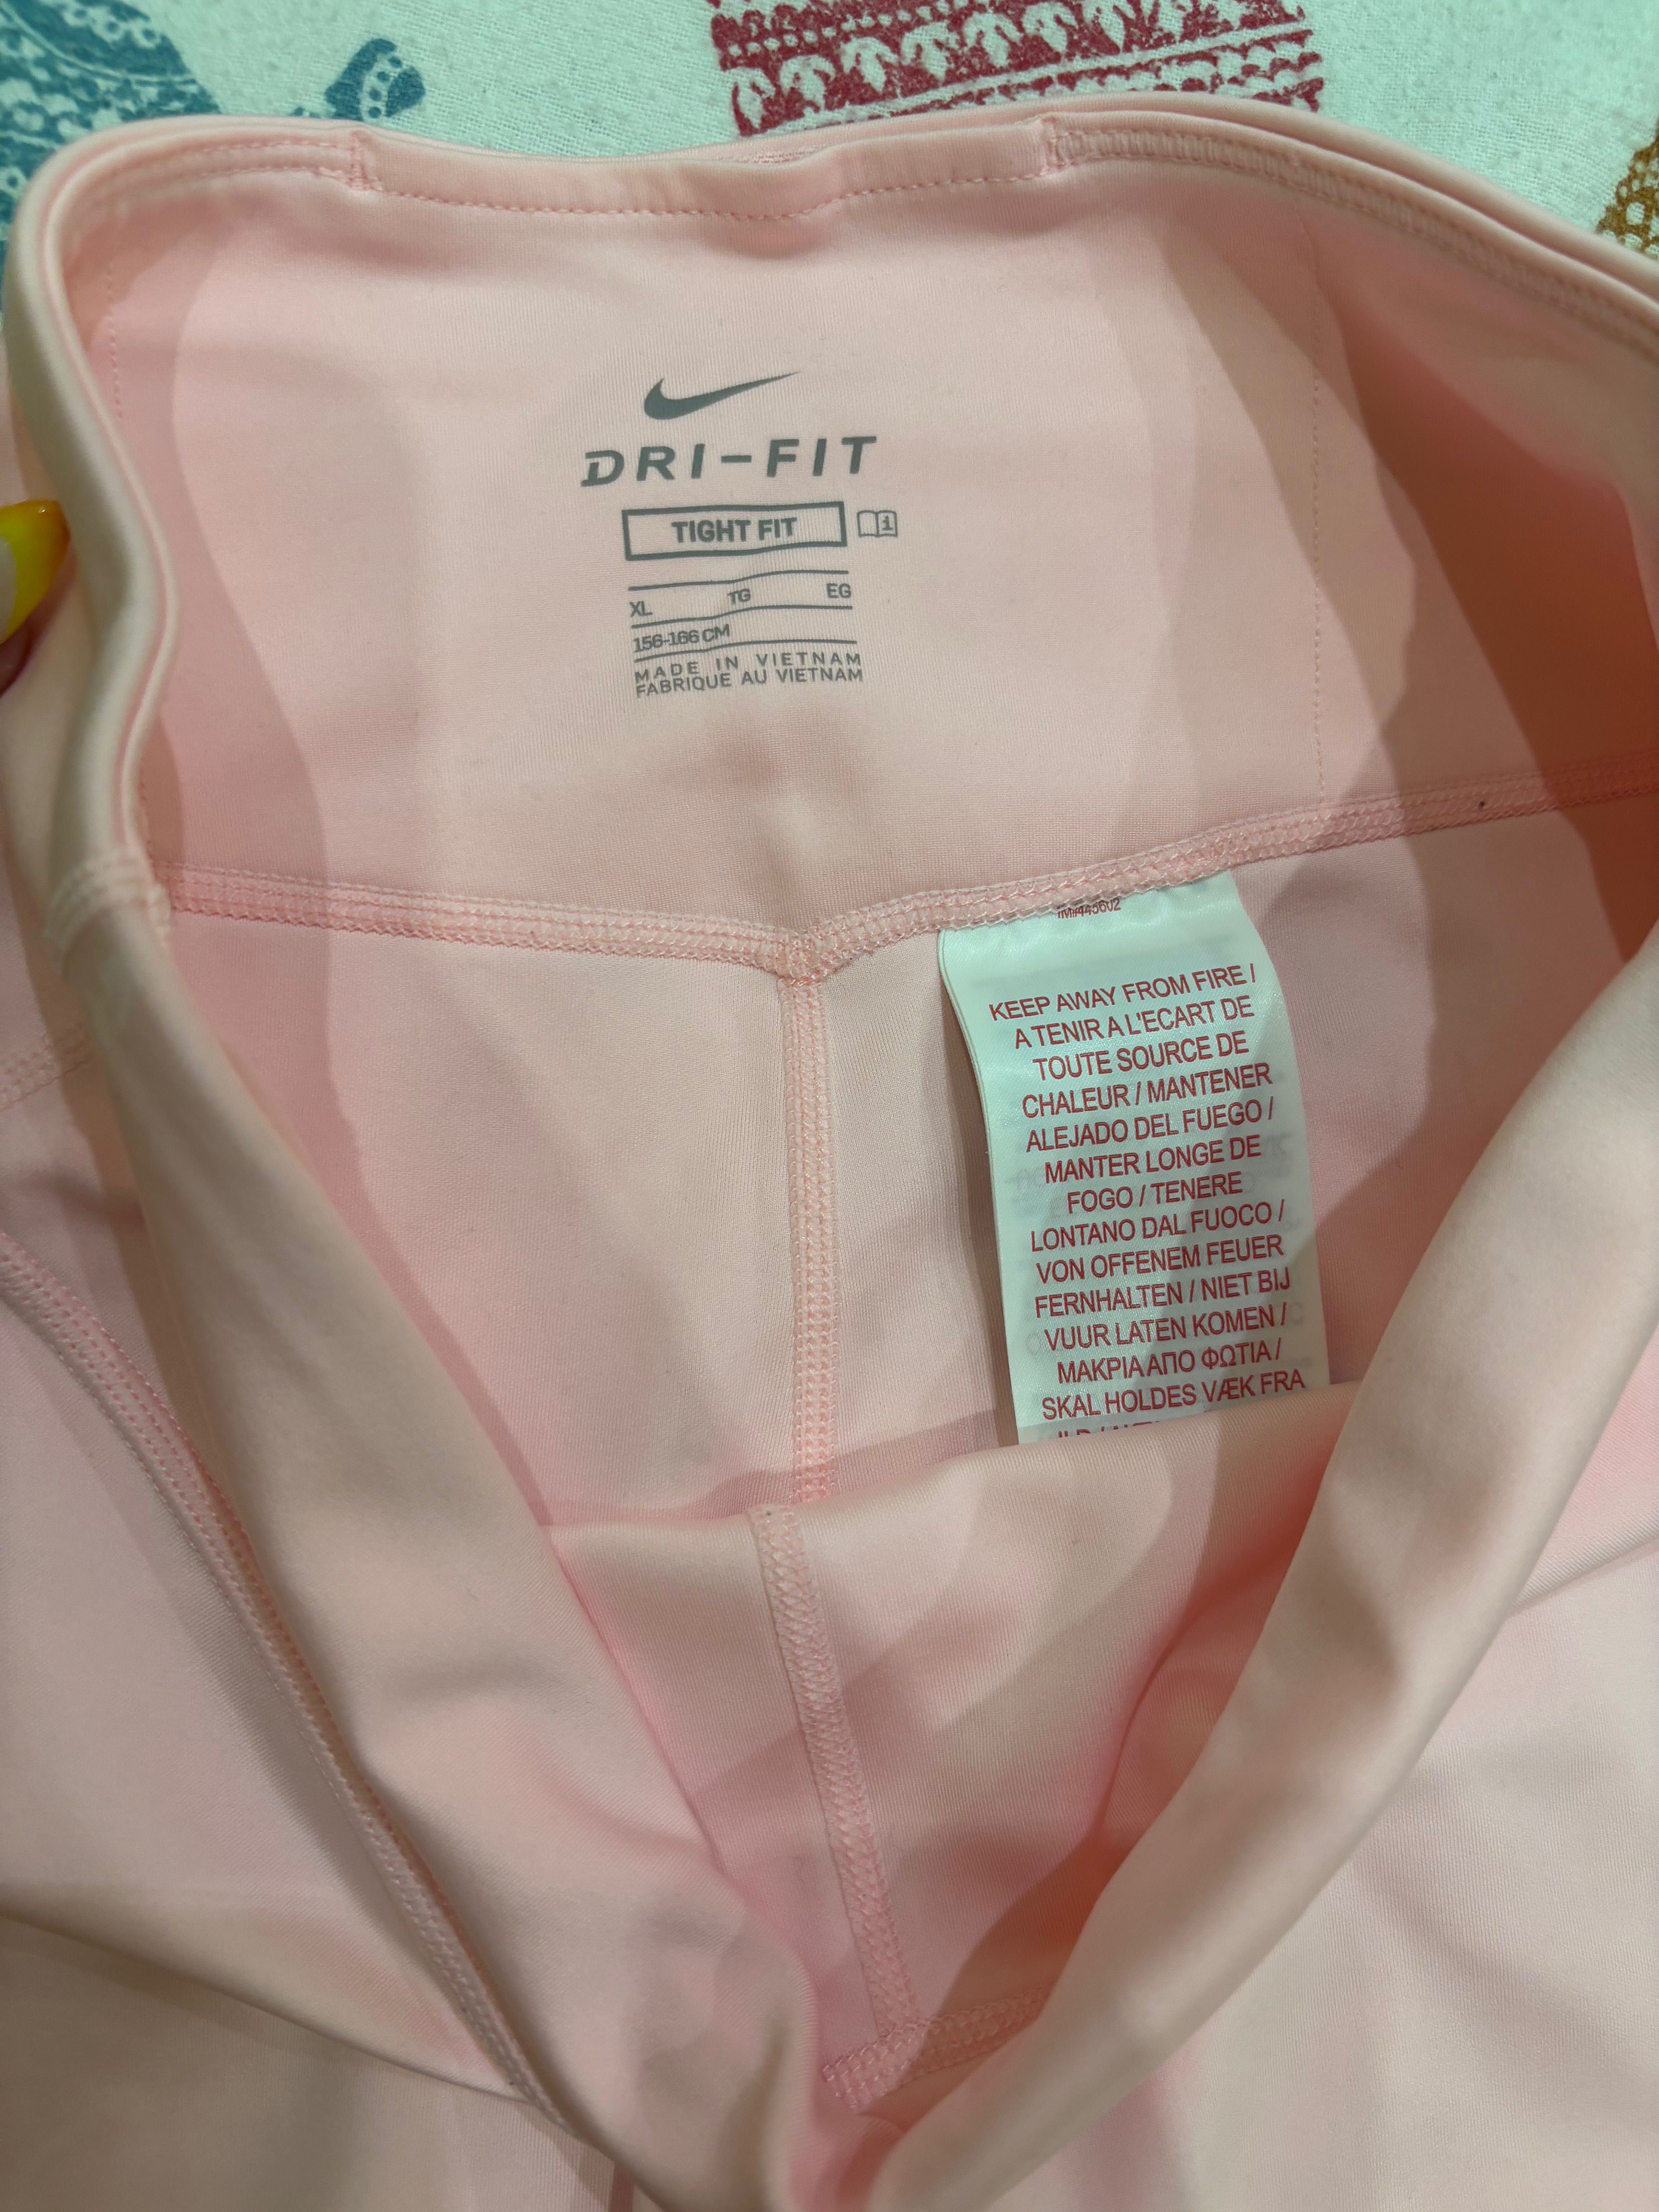 DRI-FIT
TIGHT FIT
XL TG EG
156-166 CM
MADE IN VIETNAM
FABRIQUE AU VIETNAM
KEEP AWAY FROM FIRE /
A TENIR A L'ECART DE
TOUTE SOURCE DE
CHALEUR / MANTENER
ALEJADO DEL FUEGO /
MANTER LONGE DE
FOGO / TENERE
LONTANO DAL FUOCO /
VON OFFENEM FEUER
FERNHALTEN / NIET BIJ
VUUR LATEN KOMEN /
ΜΑΚΡΙΑ ΑΠΟ ΦΩΤΙΑ /
SKAL HOLDES VÆK FRA